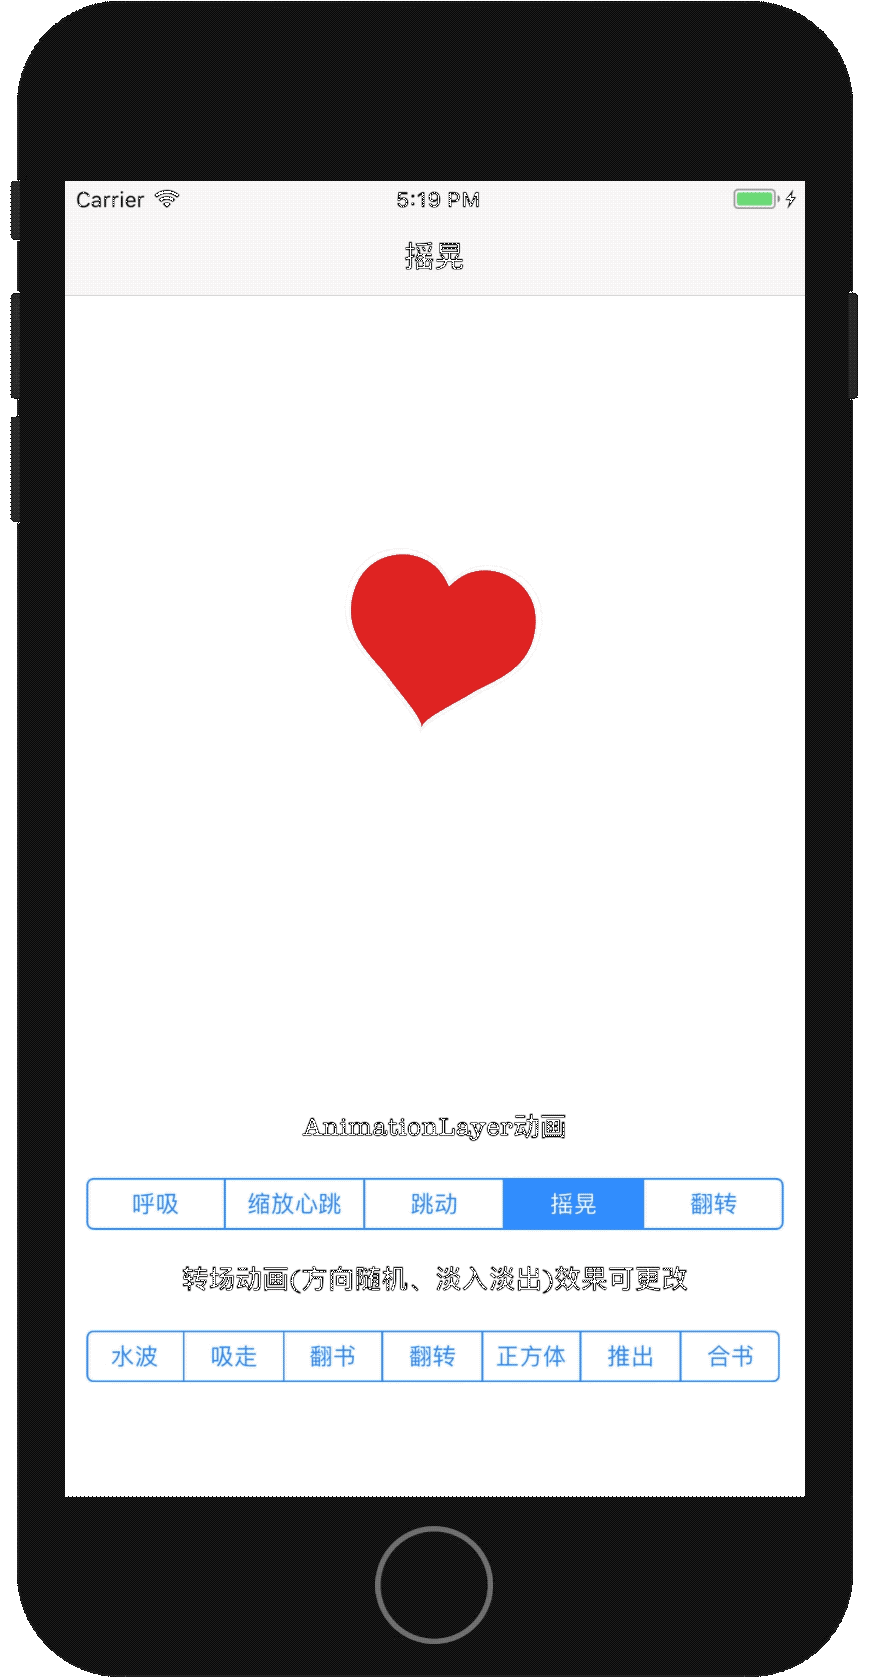 Carrier 5:19 PM
摇晃
AnimationLayer动画
呼吸 缩放心跳 跳动 摇晃 翻转
转场动画(方向随机、淡入淡出)效果可更改
水波 吸走 翻书 翻转 正方体 推出 合书